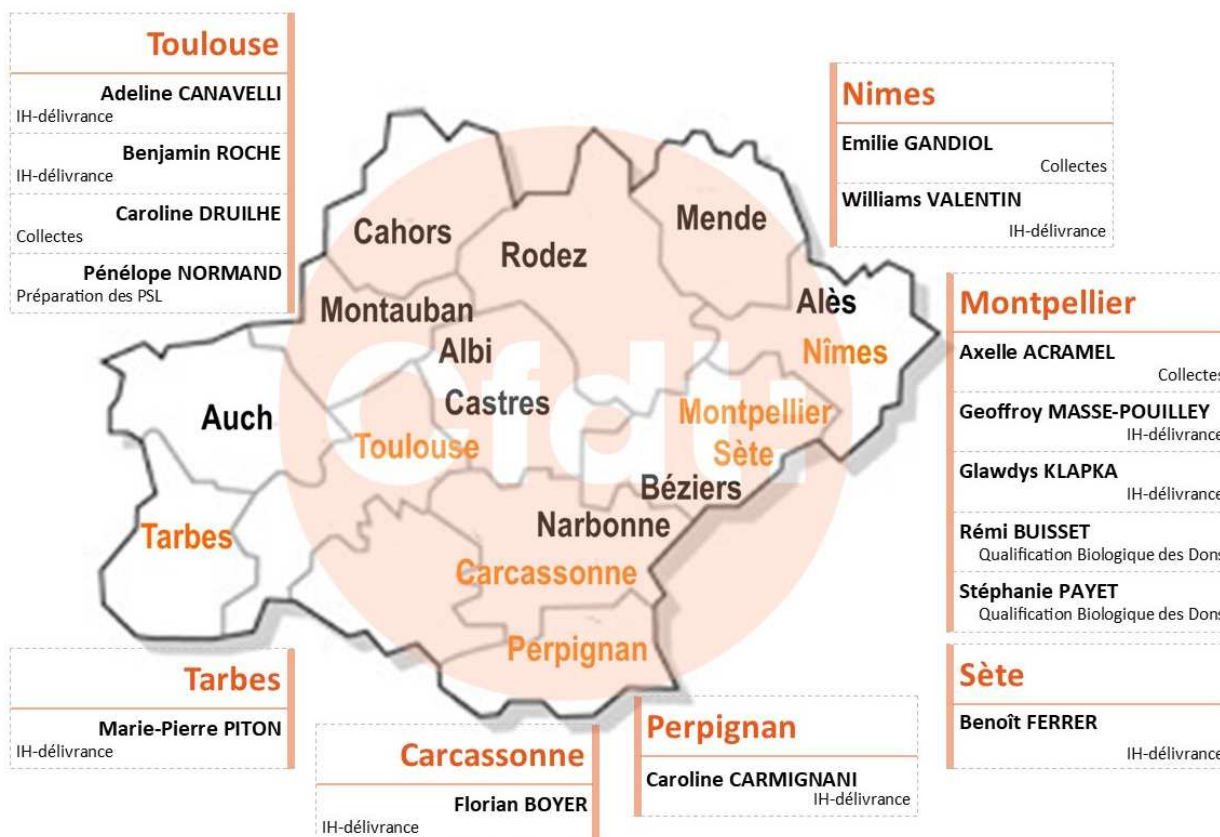 Toulouse
Adeline CANAVELLI
IH-délivrance
Benjamin ROCHE
IH-délivrance
Caroline DRUILHE
Collectes
Pénélope NORMAND
Préparation des PSL
Nimes
Emilie GANDIOL
Collectes
Williams VALENTIN
IH-délivrance
Montpellier
Axelle ACRAMEL
Collectes
Geoffroy MASSE-POUILLEY
IH-délivrance
Glawdys KLAPKA
IH-délivrance
Rémi BUISSET
Qualification Biologique des Dons
Stéphanie PAYET
Qualification Biologique des Dons
Sète
Benoît FERRER
IH-délivrance
Cahors
Rodez
Mende
Montauban
Alès
Nîmes
Albi
Castres
Auch
Toulouse
Montpellier
Sète
Cfdt:
Béziers
Narbonne
Tarbes
Carcassonne
Perpignan
Tarbes
Marie-Pierre PITON
IH-délivrance
Carcassonne
Florian BOYER
IH-délivrance
Perpignan
Caroline CARMIGNANI
IH-délivrance